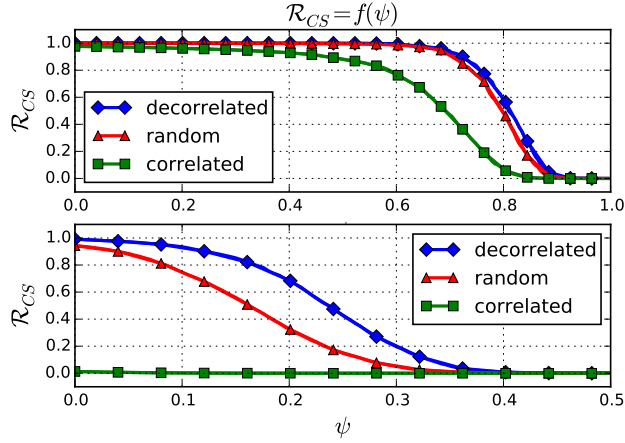 ℛ_CS = f(ψ)
1.0
0.8
0.6
0.4
0.2
0.0
ℛ_CS
decorrelated
random
correlated
0.0 0.2 0.4 0.6 0.8 1.0
1.0
0.8
0.6
0.4
0.2
0.0
ℛ_CS
decorrelated
random
correlated
0.0 0.1 0.2 0.3 0.4 0.5
ψ